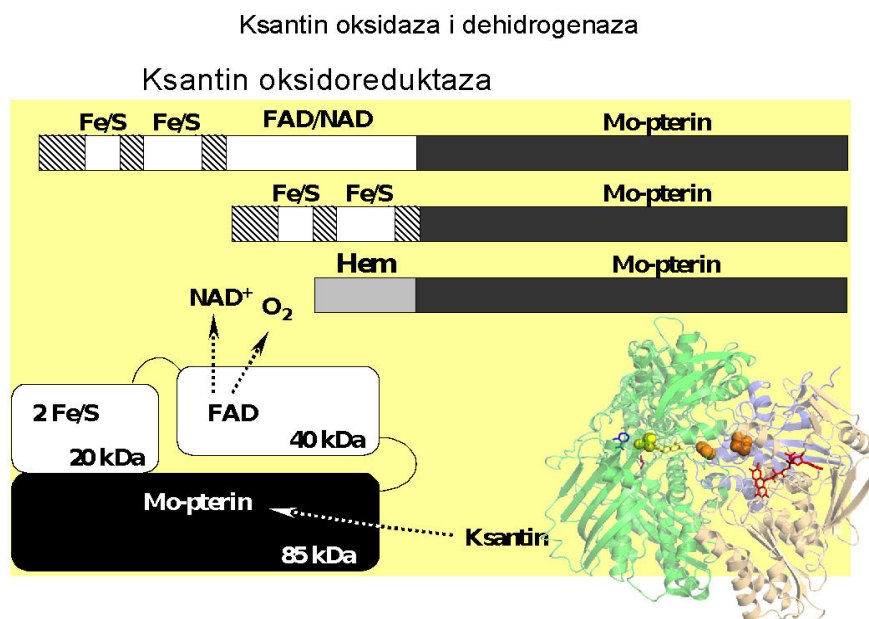 Ksantin oksidaza i dehidrogenaza
Ksantin oksidoreduktaza
Fe/S Fe/S FAD/NAD Mo-pterin
Fe/S Fe/S Mo-pterin
Hem Mo-pterin
NAD⁺ O₂
2 Fe/S FAD
20 kDa 40 kDa
Mo-pterin
Ksantin
85 kDa